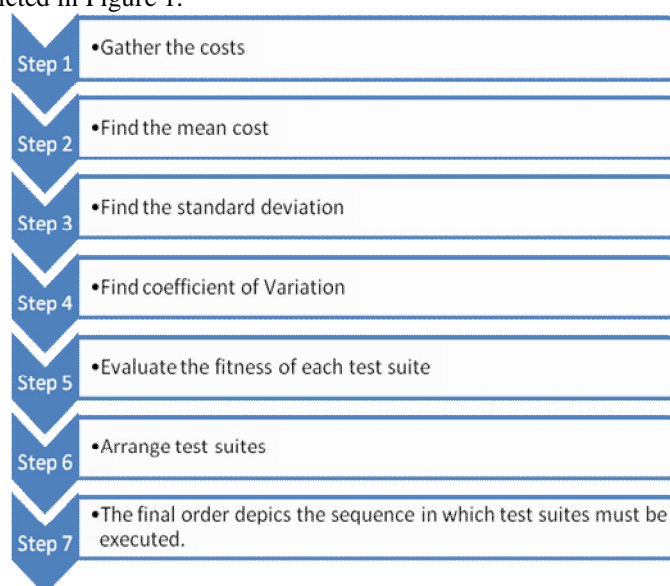 Figure 1.
Step 1
•Gather the costs
Step 2
•Find the mean cost
Step 3
•Find the standard deviation
Step 4
•Find coefficient of Variation
Step 5
•Evaluate the fitness of each test suite
Step 6
•Arrange test suites
Step 7
•The final order depics the sequence in which test suites must be
executed.